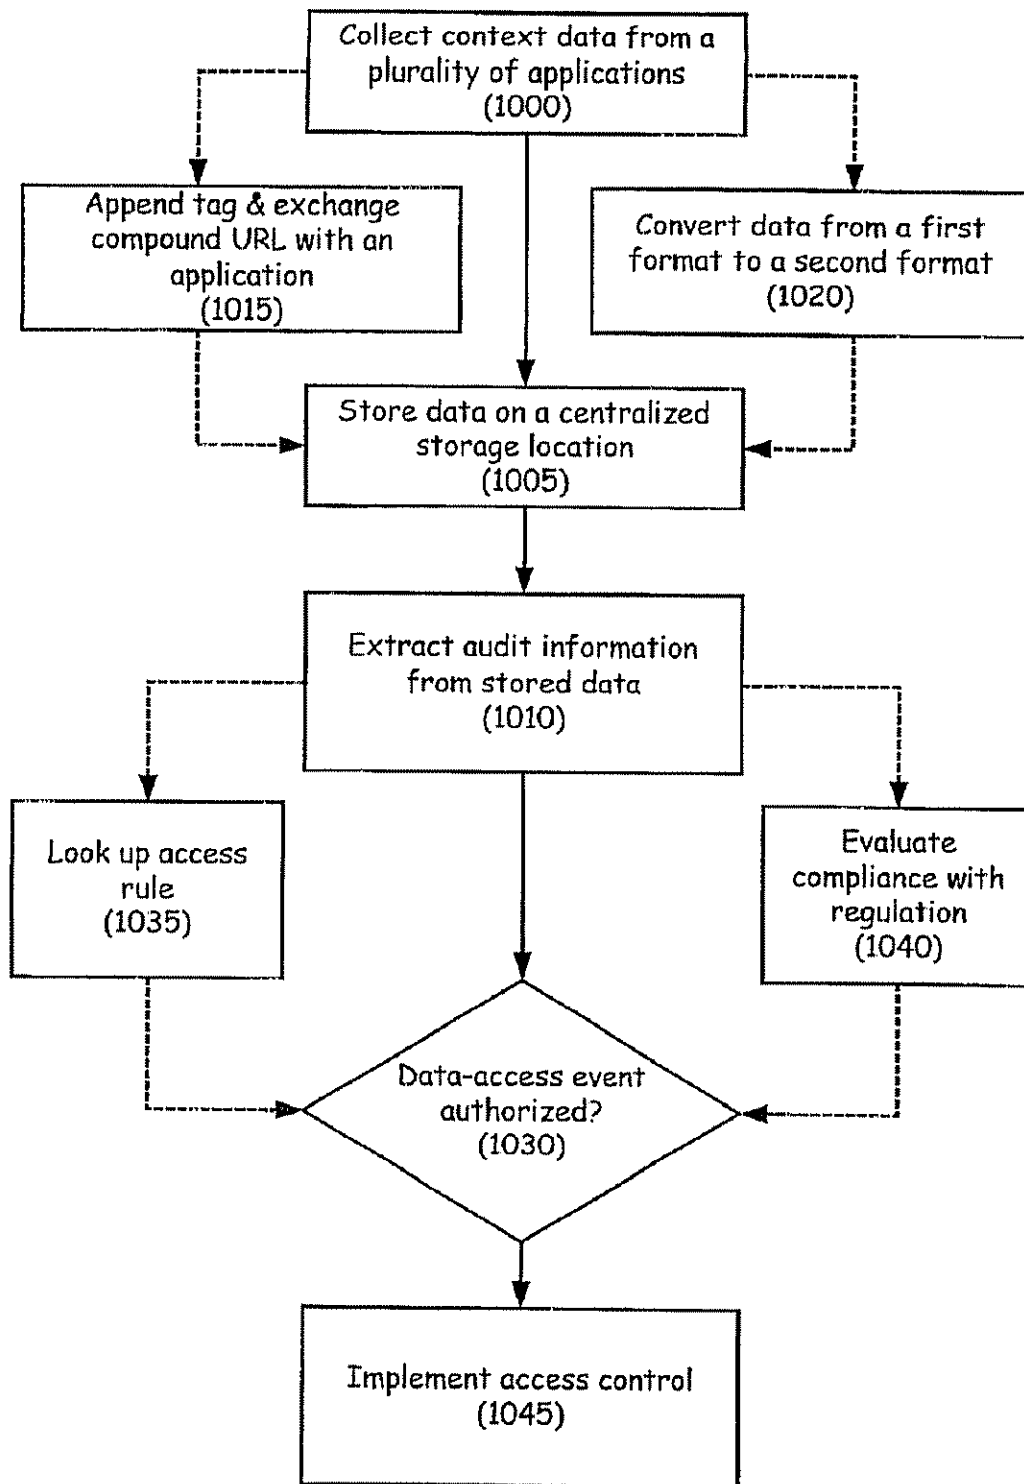 Collect context data from a
plurality of applications
(1000)
Append tag & exchange
compound URL with an
application
(1015)
Convert data from a first
format to a second format
(1020)
Store data on a centralized
storage location
(1005)
Extract audit information
from stored data
(1010)
Look up access
rule
(1035)
Evaluate
compliance with
regulation
(1040)
Data-access event
authorized?
(1030)
Implement access control
(1045)